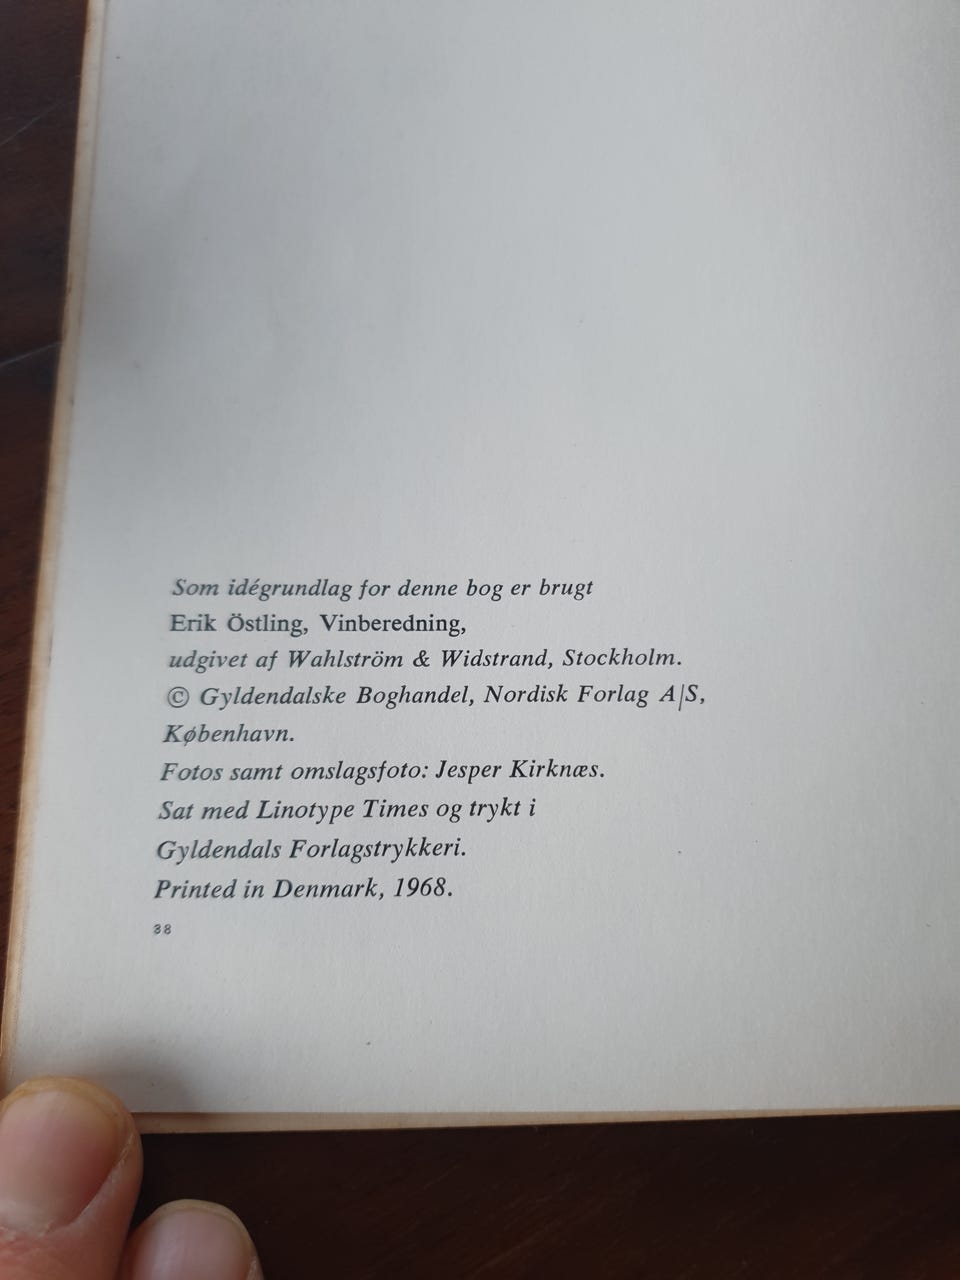 Som idégrundlag for denne bog er brugt
Erik Östling, Vinberedning,
udgivet af Wahlström & Widstrand, Stockholm.
© Gyldendalske Boghandel, Nordisk Forlag A|S,
København.
Fotos samt omslagsfoto: Jesper Kirknæs.
Sat med Linotype Times og trykt i
Gyldendals Forlagstrykkeri.
Printed in Denmark, 1968.
38